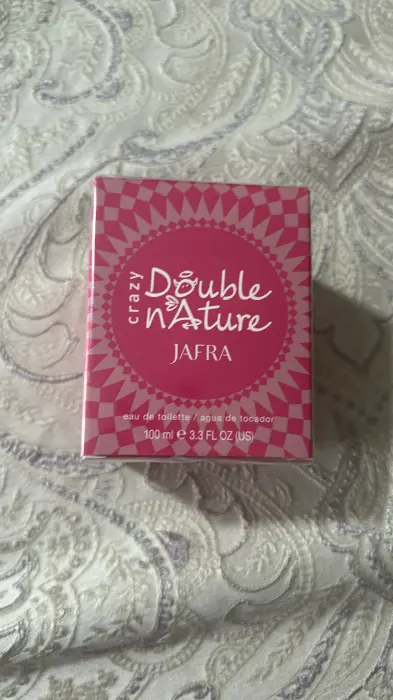 crazy
Double
nAture
JAFRA
eau de toilette / agua de tocador
100 ml ℮ 3.3 FL OZ (US)